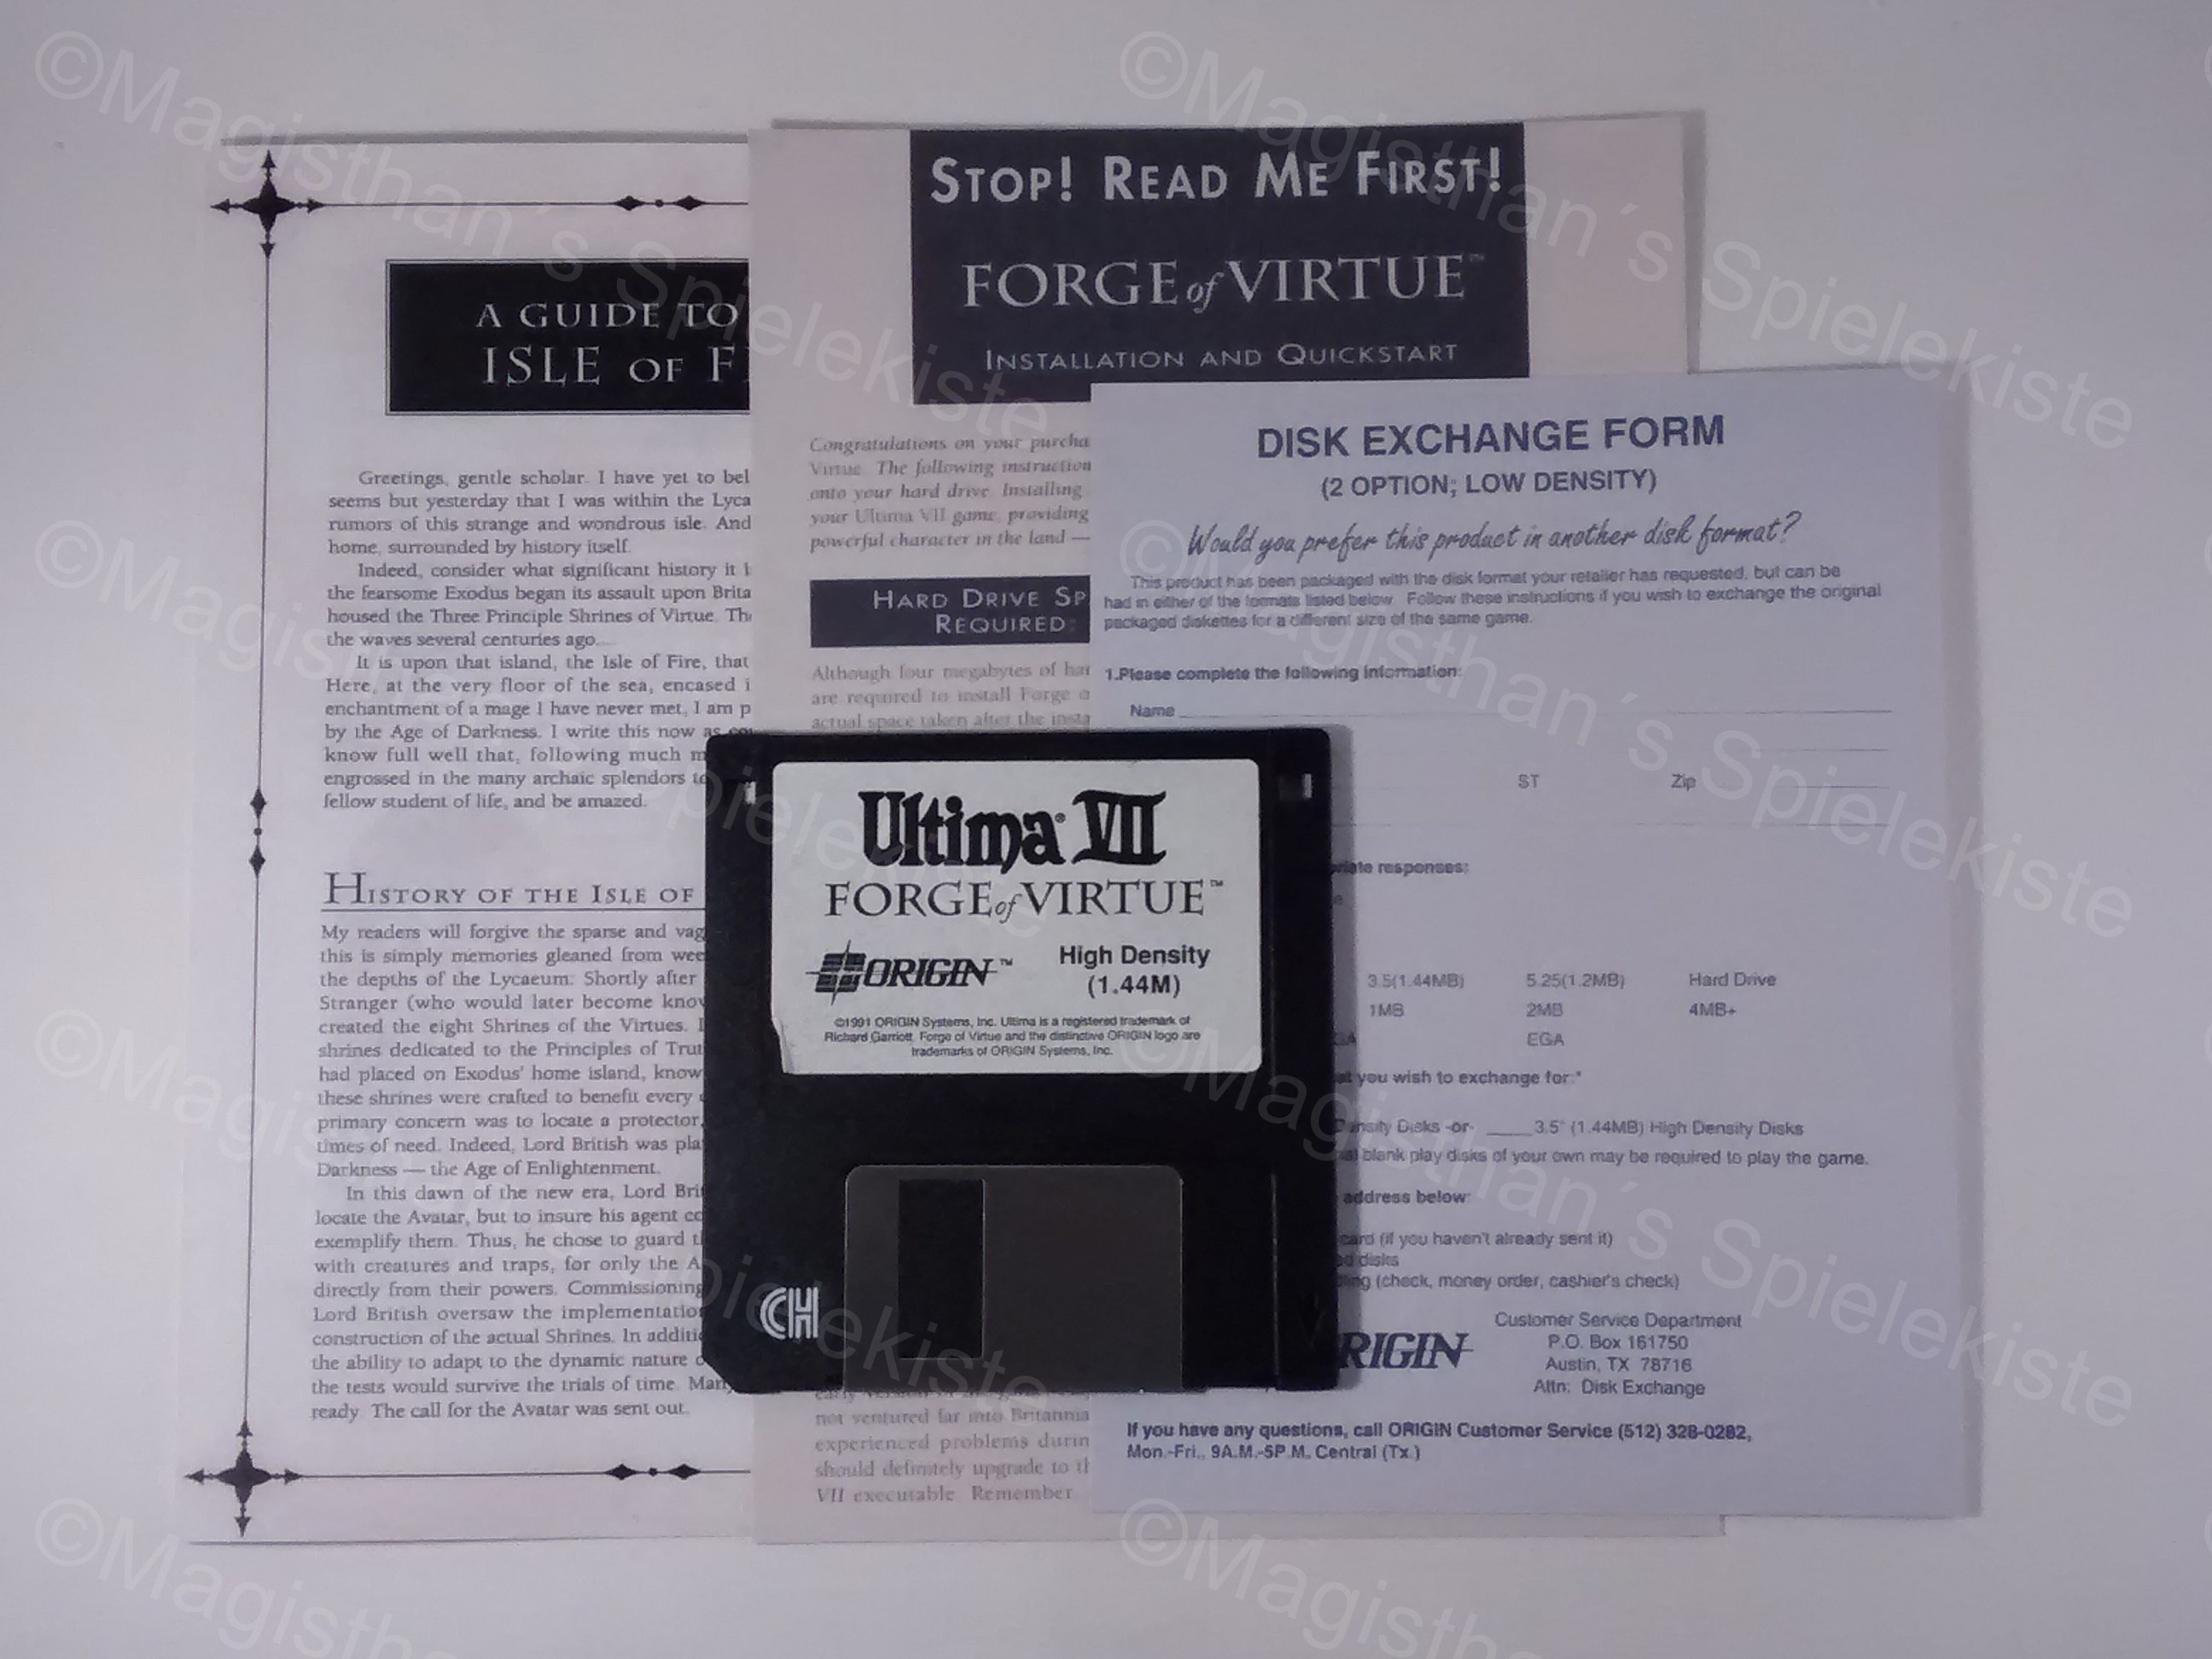 A GUIDE TO
ISLE OF
Greetings, gentle scholar. I have yet to
seems but yesterday that I was within the
rumors of this strange and wondrous isle. And
home, surrounded by history itself.
Indeed, consider what significant history it
the fearsome Exodus began its assault upon
housed the Three Principle Shrines of Virtue.
the waves several centuries ago.
It is upon that island, the Isle of Fire, that
Here, at the very floor of the sea, encased
enchantment of a mage I have never met, I am
by the Age of Darkness. I write this now as
know full well that, following much
engrossed in the many archaic splendors
fellow student of life, and be amazed.
HISTORY OF THE ISLE OF
My readers will forgive the sparse and
this is simply memories gleaned from
the depths of the Lycaeum. Shortly after
Stranger (who would later become
created the eight Shrines of the Virtues.
shrines dedicated to the Principles of
had placed on Exodus' home island,
these shrines were crafted to benefit every
primary concern was to locate a protector,
times of need. Indeed, Lord British was
Darkness — the Age of Enlightenment.
In this dawn of the new era, Lord
locate the Avatar, but to insure his agent
exemplify them. Thus, he chose to guard
with creatures and traps, for only the
directly from their powers. Commissioning
Lord British oversaw the
construction of the actual Shrines. In
the ability to adapt to the dynamic nature
the tests would survive the trials of time.
ready. The call for the Avatar was sent out.
STOP! READ ME FIRST!
FORGE of VIRTUE™
INSTALLATION AND QUICKSTART
Congratulations on your
Virtue. The following
onto your hard drive. Installing
your Ultima VII game, providing
powerful character in the land —
HARD DRIVE
REQUIRED:
Although four megabytes of
are required to install Forge
actual space taken after the
not ventured far into Britannia
experienced problems
should definitely upgrade to
VII executable. Remember
DISK EXCHANGE FORM
(2 OPTION; LOW DENSITY)
Would you prefer this product in another disk format?
This product has been packaged with the disk format your retailer has requested, but can be
had in either of the formats listed below. Follow these instructions if you wish to exchange the original
packaged diskettes for a different size of the same game.
1.Please complete the following information:
Name
ST Zip
responses:
3.5(1.44MB) 5.25(1.2MB) Hard Drive
1MB 2MB 4MB+
EGA
you wish to exchange for:*
Disks -or- ____3.5" (1.44MB) High Density Disks
blank play disks of your own may be required to play the game.
address below:
(if you haven't already sent it)
disks
(check, money order, cashier's check)
Customer Service Department
P.O. Box 161750
Austin, TX 78716
Attn: Disk Exchange
If you have any questions, call ORIGIN Customer Service (512) 328-0282,
Mon.-Fri., 9A.M.-5P.M. Central (Tx.)
Ultima® VII
FORGE of VIRTUE™
ORIGIN™
High Density
(1.44M)
©1991 ORIGIN Systems, Inc. Ultima is a registered trademark of
Richard Garriott. Forge of Virtue and the distinctive ORIGIN logo are
trademarks of ORIGIN Systems, Inc.
CH
©Magisthan´s Spielekiste